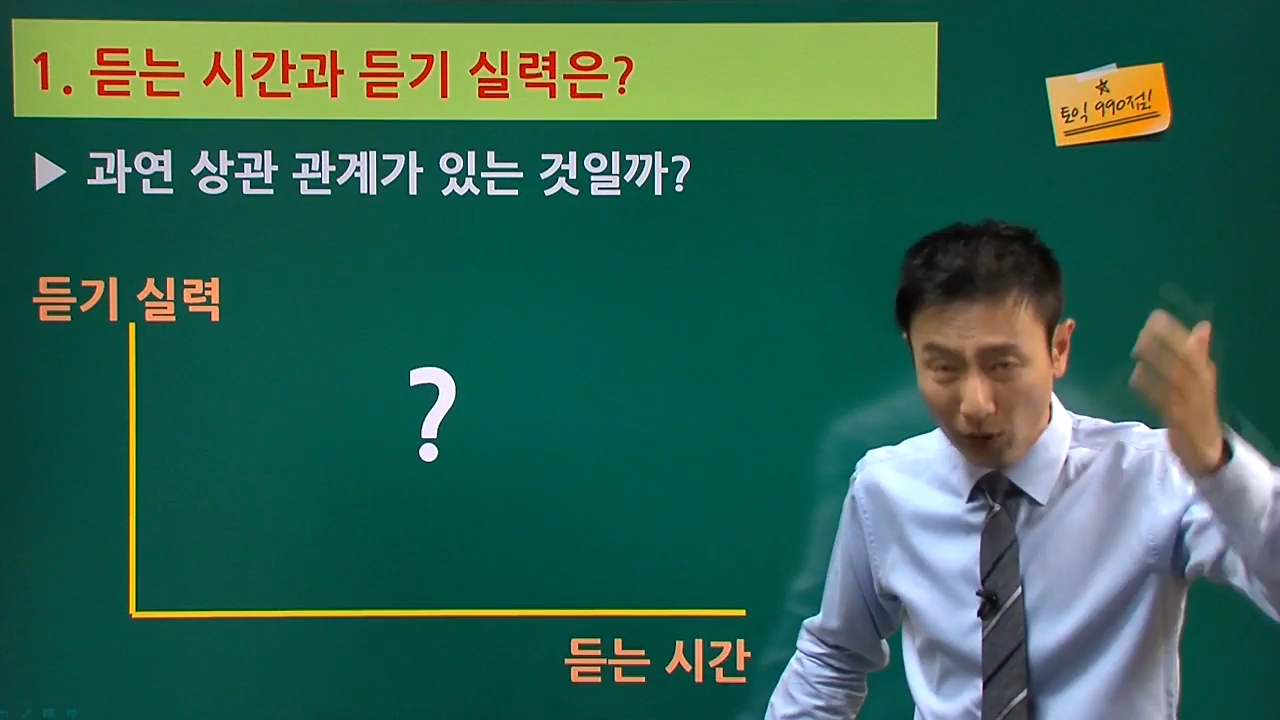 1. 듣는 시간과 듣기 실력은?
토익 990점!
▶ 과연 상관 관계가 있는 것일까?
듣기 실력
?
듣는 시간